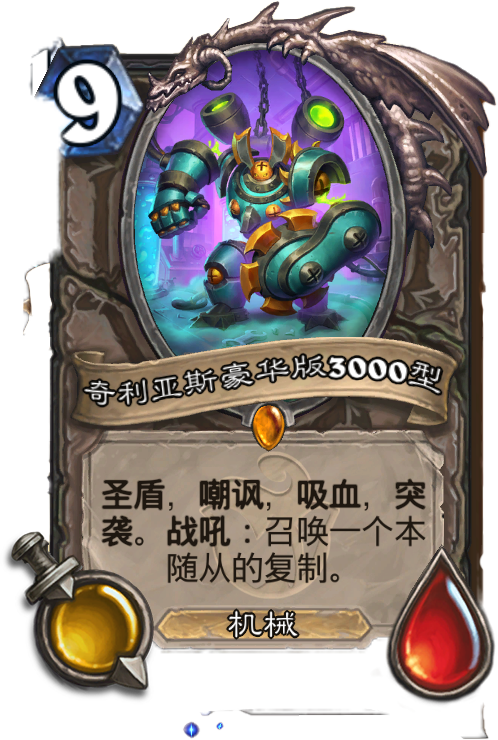 9
奇利亚斯豪华版3000型
圣盾，嘲讽，吸血，突
袭。战吼：召唤一个本
随从的复制。
机械